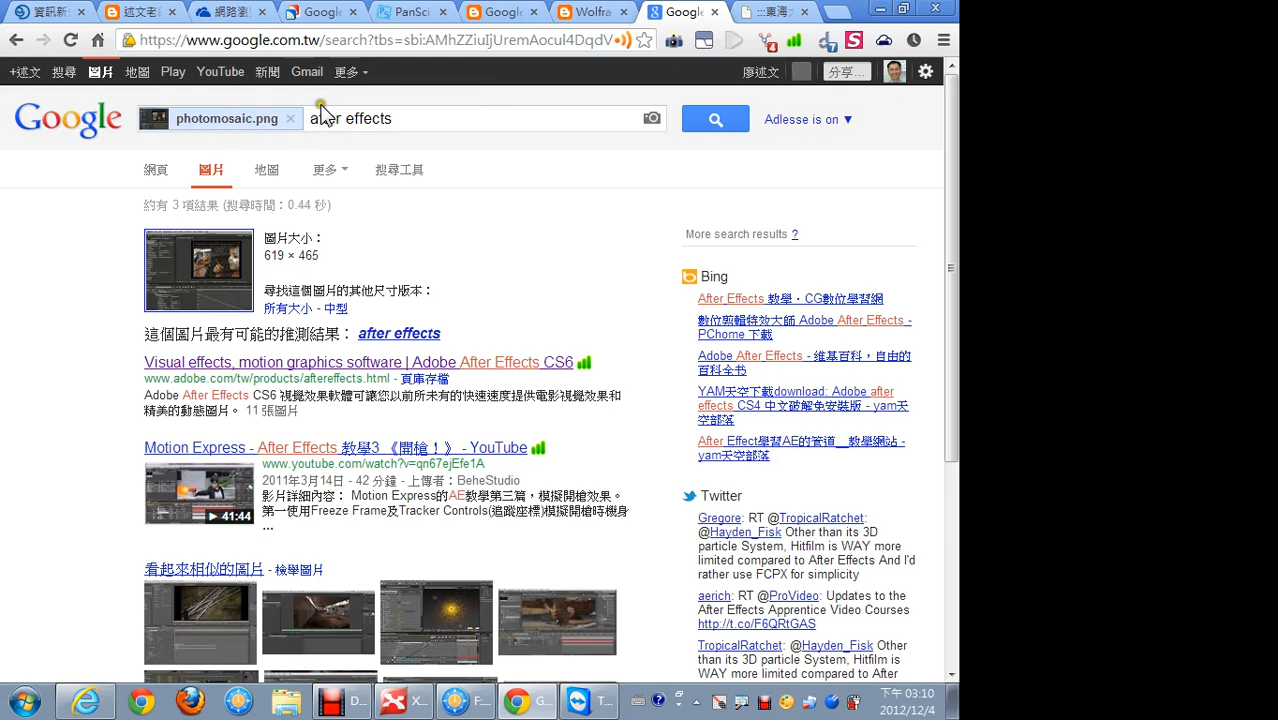 資訊新
廷文老
網路瀏
Google
PanSci
Google
Wolfra
Google
:::東海大
https://www.google.com.tw/search?tbs=sbi:AMhZZiuIjUremAocul4DqdV
+述文 搜尋 圖片 地圖 Play YouTube 新聞 Gmail 更多
廖述文 分享...
Google
photomosaic.png
after effects
Adlesse is on ▼
網頁 圖片 地圖 更多 搜尋工具
約有 3 項結果 (搜尋時間：0.44 秒)
圖片大小：
619 × 465
尋找這個圖片的其他尺寸版本：
所有大小 - 中型
這個圖片最有可能的推測結果： after effects
Visual effects, motion graphics software | Adobe After Effects CS6
www.adobe.com/tw/products/aftereffects.html - 頁庫存檔
Adobe After Effects CS6 視覺效果軟體可讓您以前所未有的快速速度提供電影視覺效果和
精美的動態圖片。 11 張圖片
Motion Express - After Effects 教學3 《開槍！》 - YouTube
www.youtube.com/watch?v=qn67ejEfe1A
2011年3月14日 - 42 分鐘 - 上傳者：BeheStudio
影片詳細內容： Motion Express的AE教學第三篇，模擬開槍效果。
第一使用Freeze Frame及Tracker Controls(追蹤座標)模擬開槍時機身
...
41:44
看起來相似的圖片 - 檢舉圖片
More search results ?
Bing
After Effects 教學・CG數位學習網
數位剪輯特效大師 Adobe After Effects -
PChome 下載
Adobe After Effects - 维基百科，自由的
百科全书
YAM天空下載download: Adobe after
effects CS4 中文破解免安裝版 - yam天
空部落
After Effect學習AE的管道__教學網站 -
yam天空部落
Twitter
Gregore: RT @TropicalRatchet:
@Hayden_Fisk Other than its 3D
particle System, Hitfilm is WAY more
limited compared to After Effects And I'd
rather use FCPX for simplicity
aerich: RT @ProVideo: Updates to the
After Effects Apprentice Video Courses
http://t.co/F6QRtGAS
TropicalRatchet: @Hayden_Fisk Other
than its 3D particle System, Hitfilm is
WAY more limited compared to After
D...
X...
F...
G...
T...
下午 03:10
2012/12/4